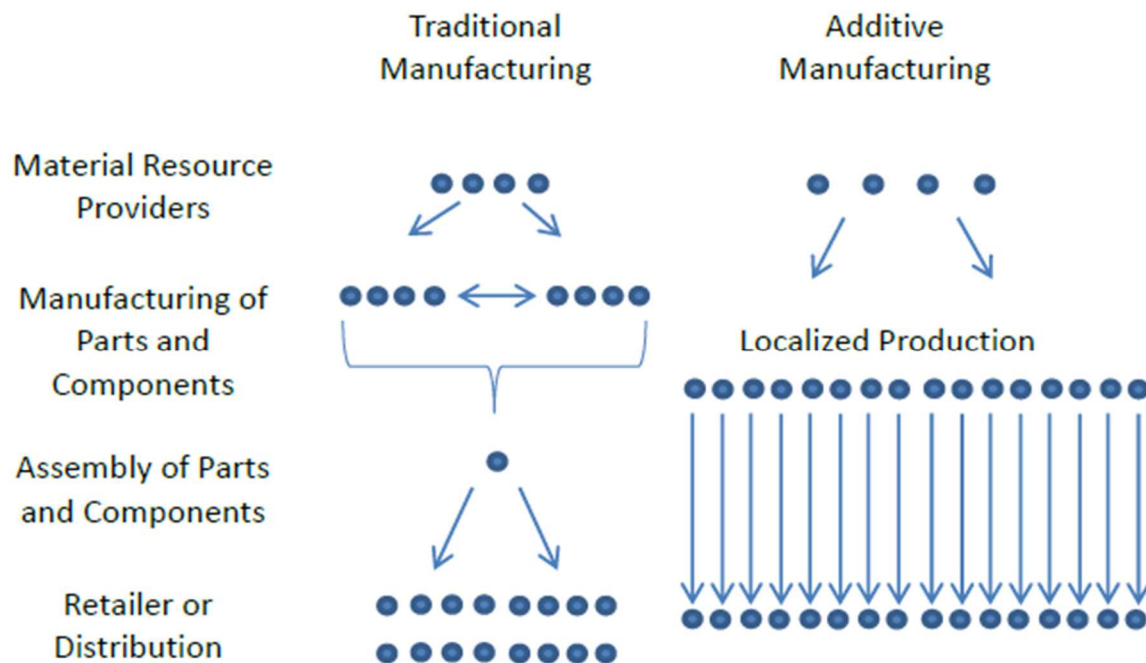 Traditional
Manufacturing
Additive
Manufacturing
Material Resource
Providers
Manufacturing of
Parts and
Components
Localized Production
Assembly of Parts
and Components
Retailer or
Distribution